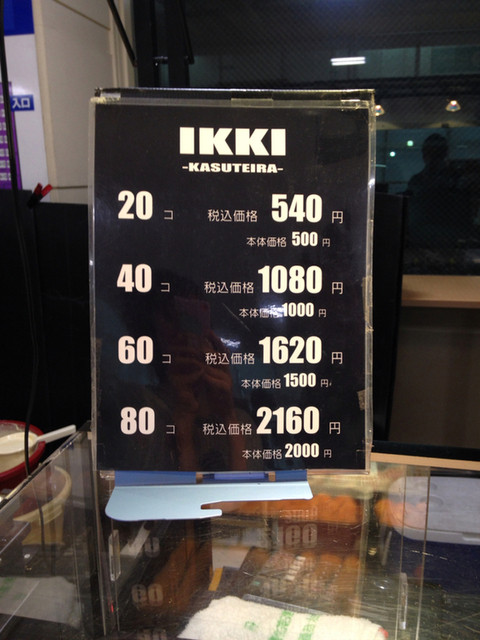 入口
IKKI
-KASUTEIRA-
20 コ 税込価格 540 円
本体価格 500 円
40 コ 税込価格 1080 円
本体価格 1000 円
60 コ 税込価格 1620 円
本体価格 1500 円
80 コ 税込価格 2160 円
本体価格 2000 円